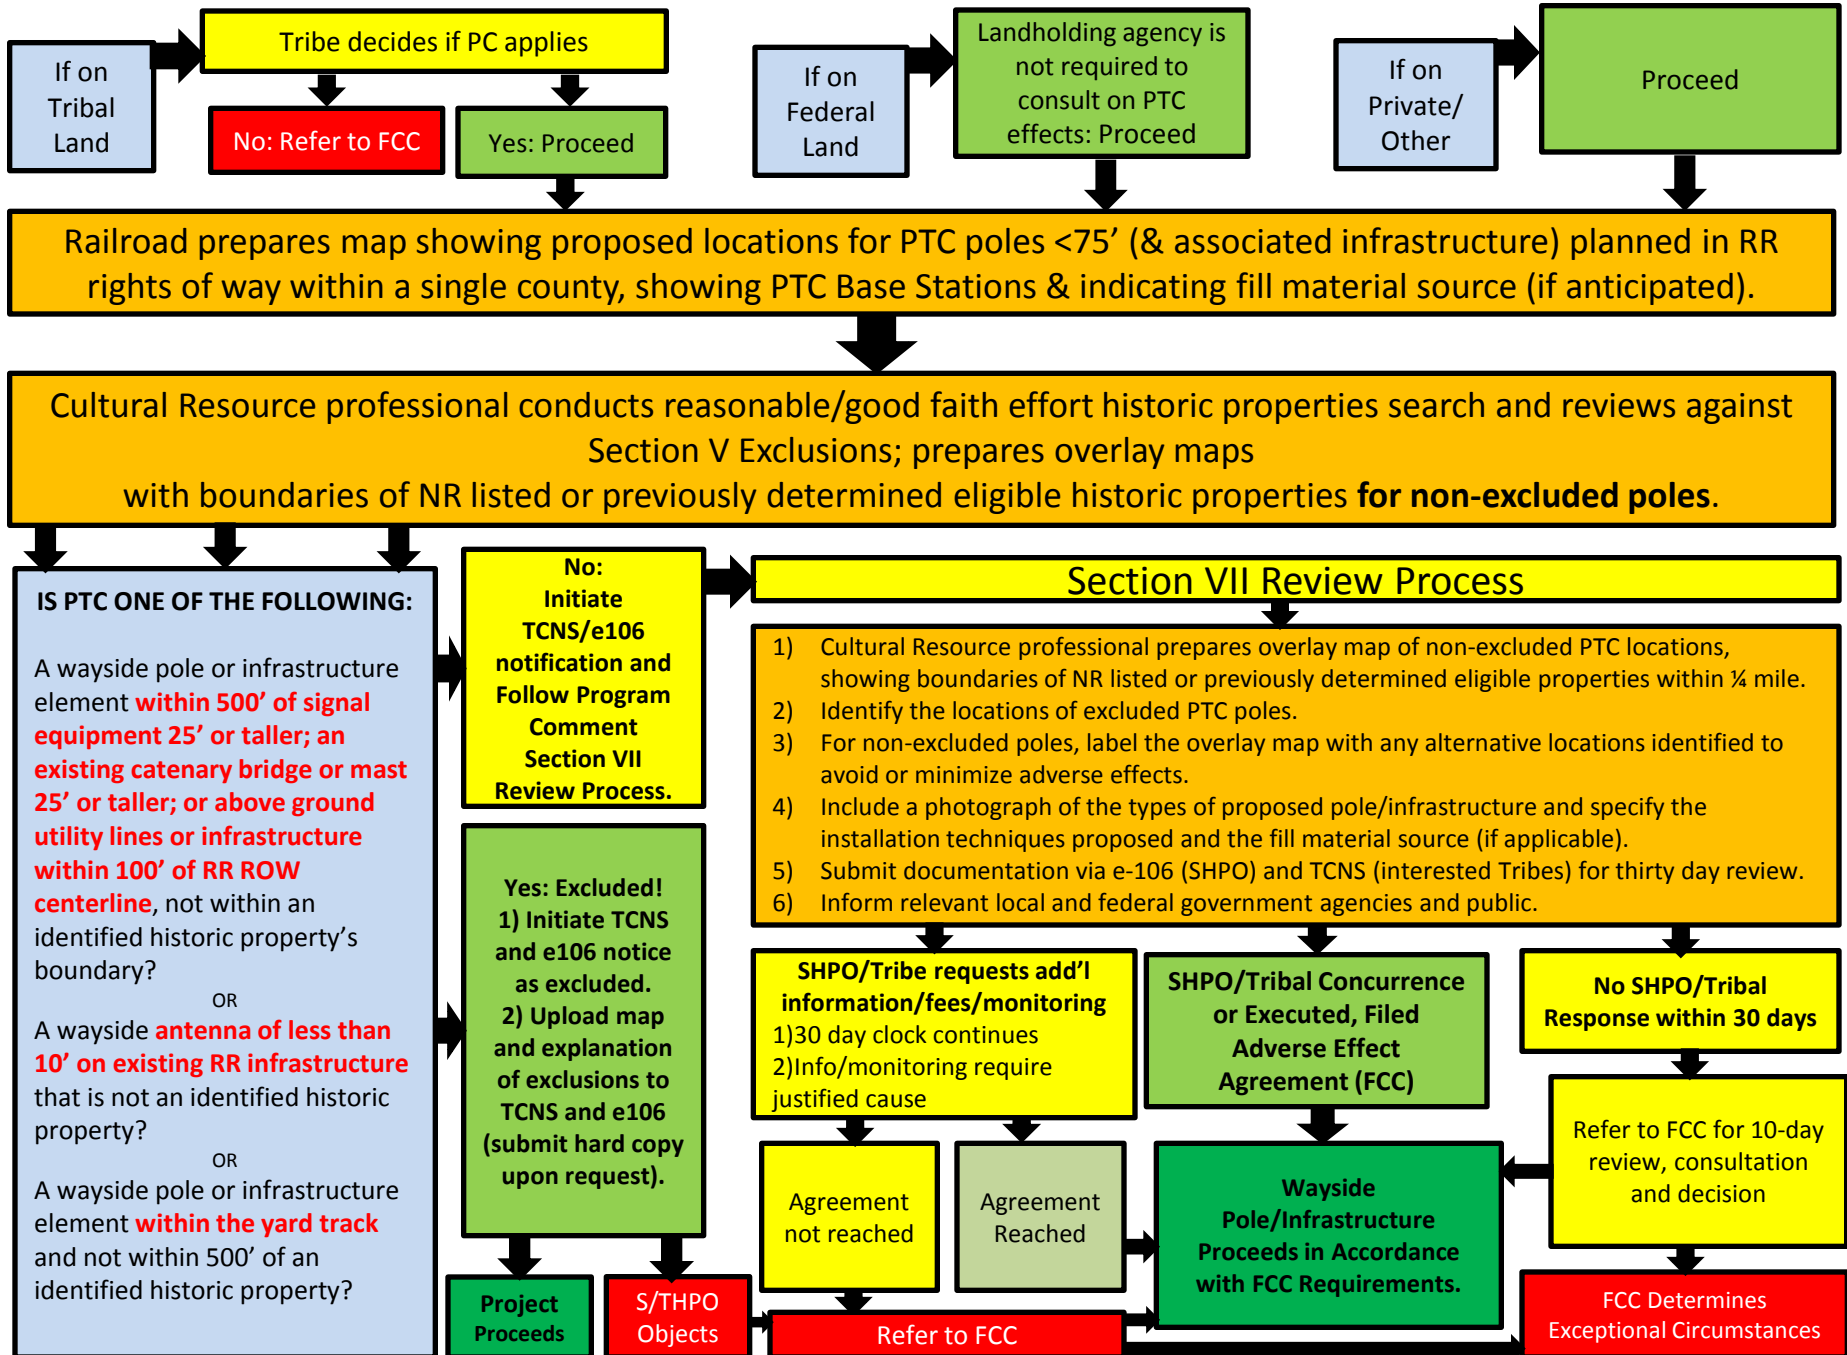 If on
Tribal
Land
Tribe decides if PC applies
No: Refer to FCC
Yes: Proceed
If on
Federal
Land
Landholding agency is
not required to
consult on PTC
effects: Proceed
If on
Private/
Other
Proceed
Railroad prepares map showing proposed locations for PTC poles <75’ (& associated infrastructure) planned in RR
rights of way within a single county, showing PTC Base Stations & indicating fill material source (if anticipated).
Cultural Resource professional conducts reasonable/good faith effort historic properties search and reviews against
Section V Exclusions; prepares overlay maps
with boundaries of NR listed or previously determined eligible historic properties for non-excluded poles.
IS PTC ONE OF THE FOLLOWING:
A wayside pole or infrastructure
element within 500’ of signal
equipment 25’ or taller; an
existing catenary bridge or mast
25’ or taller; or above ground
utility lines or infrastructure
within 100’ of RR ROW
centerline, not within an
identified historic property’s
boundary?
OR
A wayside antenna of less than
10’ on existing RR infrastructure
that is not an identified historic
property?
OR
A wayside pole or infrastructure
element within the yard track
and not within 500’ of an
identified historic property?
No:
Initiate
TCNS/e106
notification and
Follow Program
Comment
Section VII
Review Process.
Yes: Excluded!
1) Initiate TCNS
and e106 notice
as excluded.
2) Upload map
and explanation
of exclusions to
TCNS and e106
(submit hard copy
upon request).
Project
Proceeds
S/THPO
Objects
Section VII Review Process
1) Cultural Resource professional prepares overlay map of non-excluded PTC locations,
showing boundaries of NR listed or previously determined eligible properties within ¼ mile.
2) Identify the locations of excluded PTC poles.
3) For non-excluded poles, label the overlay map with any alternative locations identified to
avoid or minimize adverse effects.
4) Include a photograph of the types of proposed pole/infrastructure and specify the
installation techniques proposed and the fill material source (if applicable).
5) Submit documentation via e-106 (SHPO) and TCNS (interested Tribes) for thirty day review.
6) Inform relevant local and federal government agencies and public.
SHPO/Tribe requests add’l
information/fees/monitoring
1)30 day clock continues
2)Info/monitoring require
justified cause
Agreement
not reached
Agreement
Reached
Refer to FCC
SHPO/Tribal Concurrence
or Executed, Filed
Adverse Effect
Agreement (FCC)
Wayside
Pole/Infrastructure
Proceeds in Accordance
with FCC Requirements.
No SHPO/Tribal
Response within 30 days
Refer to FCC for 10-day
review, consultation
and decision
FCC Determines
Exceptional Circumstances